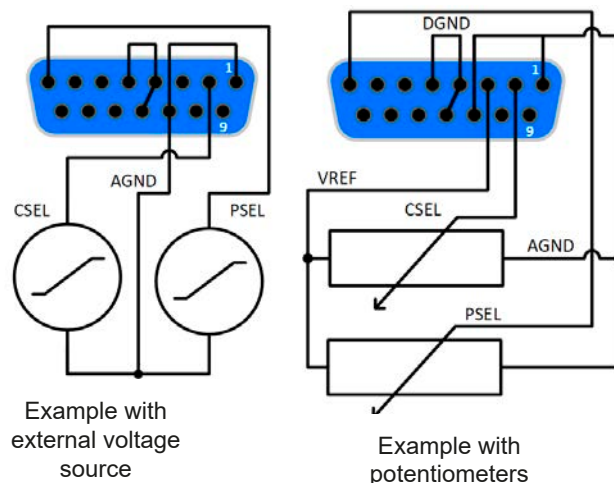 1
9
CSEL
AGND
PSEL
Example with
external voltage
source
DGND
1
9
VREF
CSEL
AGND
PSEL
Example with
potentiometers